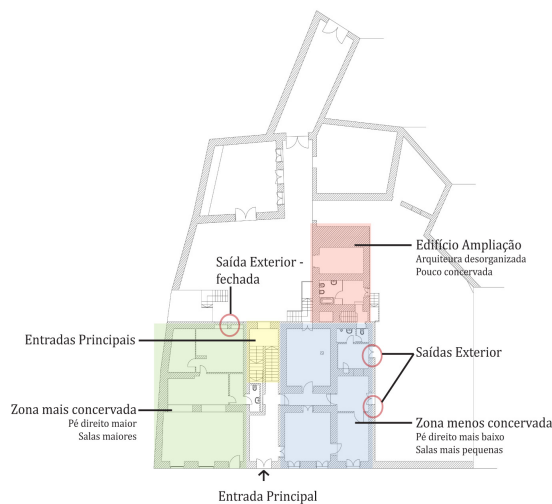 Edifício Ampliação
Arquiteura desorganizada
Pouco concervada
Saída Exterior -
fechada
Entradas Principais
Saídas Exterior
Zona mais concervada
Pé direito maior
Salas maiores
Zona menos concervada
Pé direito mais baixo
Salas mais pequenas
Entrada Principal